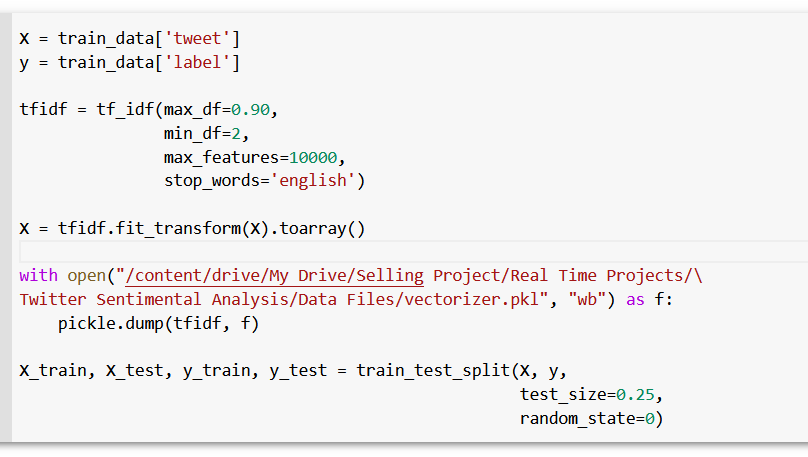 X = train_data['tweet']
y = train_data['label']

tfidf = tf_idf(max_df=0.90,
               min_df=2,
               max_features=10000,
               stop_words='english')

X = tfidf.fit_transform(X).toarray()

with open("/content/drive/My Drive/Selling Project/Real Time Projects/\
Twitter Sentimental Analysis/Data Files/vectorizer.pkl", "wb") as f:
    pickle.dump(tfidf, f)

X_train, X_test, y_train, y_test = train_test_split(X, y,
                                                    test_size=0.25,
                                                    random_state=0)